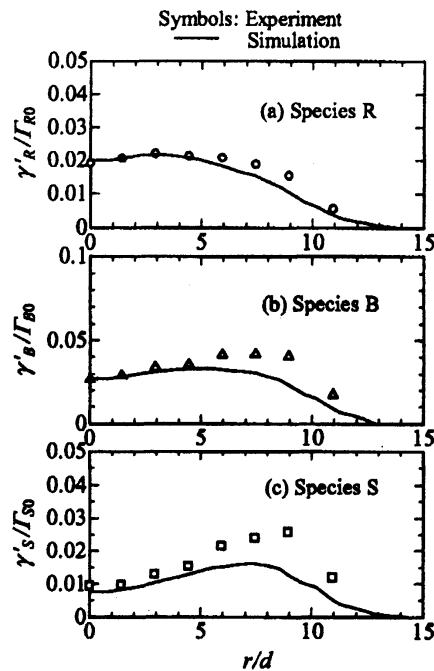 Symbols: Experiment
Simulation
0.05
0.04
0.03
0.02
0.01
0
γ'R/ΓR0
(a) Species R
0 5 10 15
r/d
0.1
0.05
0
γ'B/ΓB0
(b) Species B
0 5 10 15
r/d
0.05
0.04
0.03
0.02
0.01
0
γ'S/ΓS0
(c) Species S
0 5 10 15
r/d